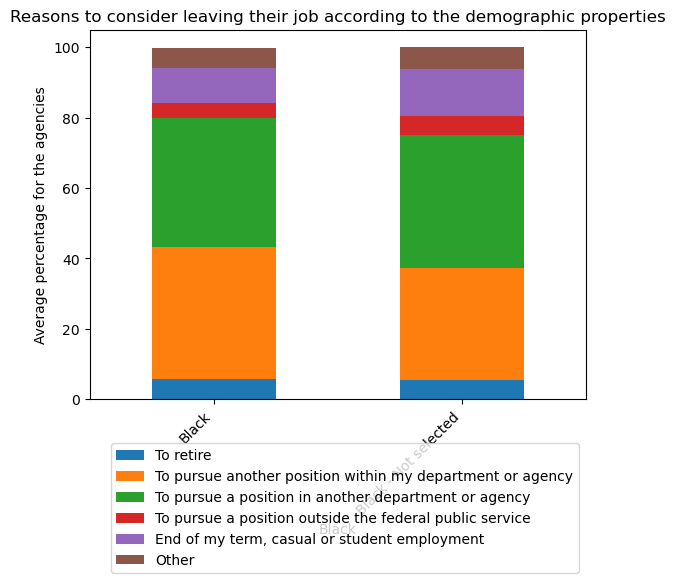 Reasons to consider leaving their job according to the demographic properties
Average percentage for the agencies
100
80
60
40
20
0
Black
Black - Not selected
Black
To retire
To pursue another position within my department or agency
To pursue a position in another department or agency
To pursue a position outside the federal public service
End of my term, casual or student employment
Other